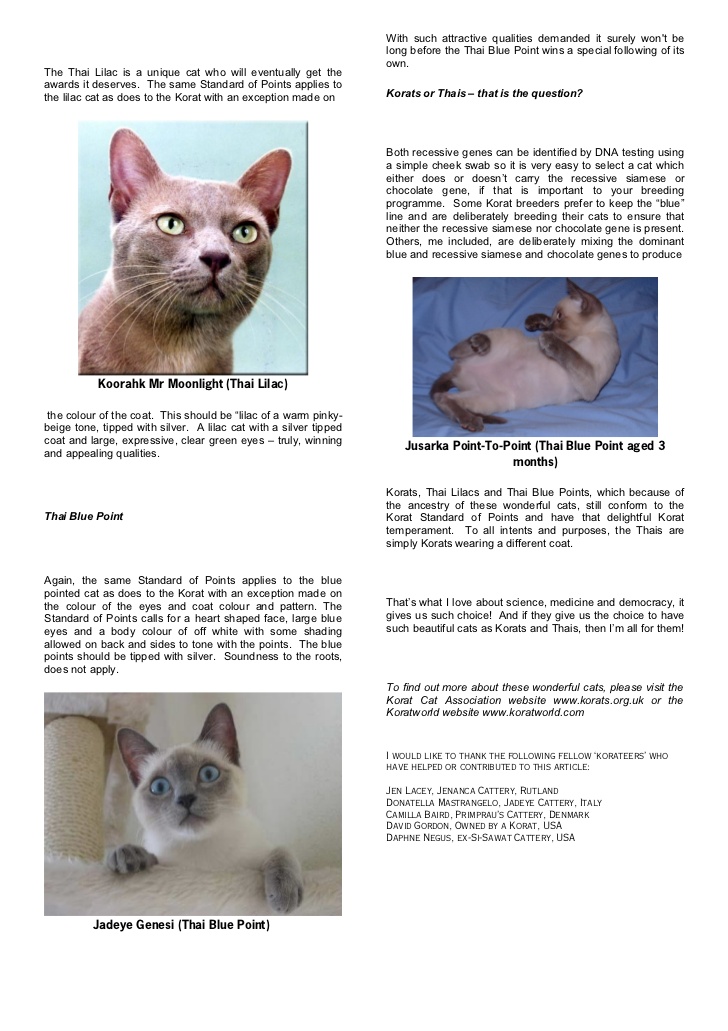 The Thai Lilac is a unique cat who will eventually get the
awards it deserves. The same Standard of Points applies to
the lilac cat as does to the Korat with an exception made on
Koorahk Mr Moonlight (Thai Lilac)
the colour of the coat. This should be “lilac of a warm pinky-
beige tone, tipped with silver. A lilac cat with a silver tipped
coat and large, expressive, clear green eyes – truly, winning
and appealing qualities.
Thai Blue Point
Again, the same Standard of Points applies to the blue
pointed cat as does to the Korat with an exception made on
the colour of the eyes and coat colour and pattern. The
Standard of Points calls for a heart shaped face, large blue
eyes and a body colour of off white with some shading
allowed on back and sides to tone with the points. The blue
points should be tipped with silver. Soundness to the roots,
does not apply.
Jadeye Genesi (Thai Blue Point)
With such attractive qualities demanded it surely won't be
long before the Thai Blue Point wins a special following of its
own.
Korats or Thais – that is the question?
Both recessive genes can be identified by DNA testing using
a simple cheek swab so it is very easy to select a cat which
either does or doesn’t carry the recessive siamese or
chocolate gene, if that is important to your breeding
programme. Some Korat breeders prefer to keep the “blue”
line and are deliberately breeding their cats to ensure that
neither the recessive siamese nor chocolate gene is present.
Others, me included, are deliberately mixing the dominant
blue and recessive siamese and chocolate genes to produce
Jusarka Point-To-Point (Thai Blue Point aged 3
months)
Korats, Thai Lilacs and Thai Blue Points, which because of
the ancestry of these wonderful cats, still conform to the
Korat Standard of Points and have that delightful Korat
temperament. To all intents and purposes, the Thais are
simply Korats wearing a different coat.
That’s what I love about science, medicine and democracy, it
gives us such choice! And if they give us the choice to have
such beautiful cats as Korats and Thais, then I’m all for them!
To find out more about these wonderful cats, please visit the
Korat Cat Association website www.korats.org.uk or the
Koratworld website www.koratworld.com
I WOULD LIKE TO THANK THE FOLLOWING FELLOW ‘KORATEERS’ WHO
HAVE HELPED OR CONTRIBUTED TO THIS ARTICLE:
JEN LACEY, JENANCA CATTERY, RUTLAND
DONATELLA MASTRANGELO, JADEYE CATTERY, ITALY
CAMILLA BAIRD, PRIMPRAU’S CATTERY, DENMARK
DAVID GORDON, OWNED BY A KORAT, USA
DAPHNE NEGUS, EX-SI-SAWAT CATTERY, USA